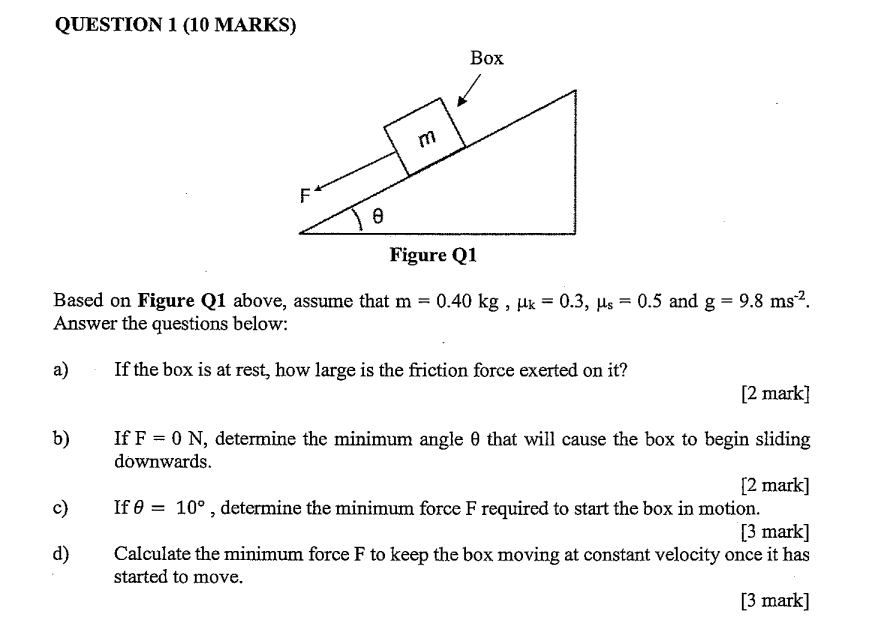 QUESTION 1 (10 MARKS)
Box
m
F
θ
Figure Q1
Based on Figure Q1 above, assume that m = 0.40 kg , μk = 0.3, μs = 0.5 and g = 9.8 ms⁻².
Answer the questions below:
a) If the box is at rest, how large is the friction force exerted on it?
[2 mark]
b) If F = 0 N, determine the minimum angle θ that will cause the box to begin sliding
downwards.
[2 mark]
c) If θ = 10° , determine the minimum force F required to start the box in motion.
[3 mark]
d) Calculate the minimum force F to keep the box moving at constant velocity once it has
started to move.
[3 mark]